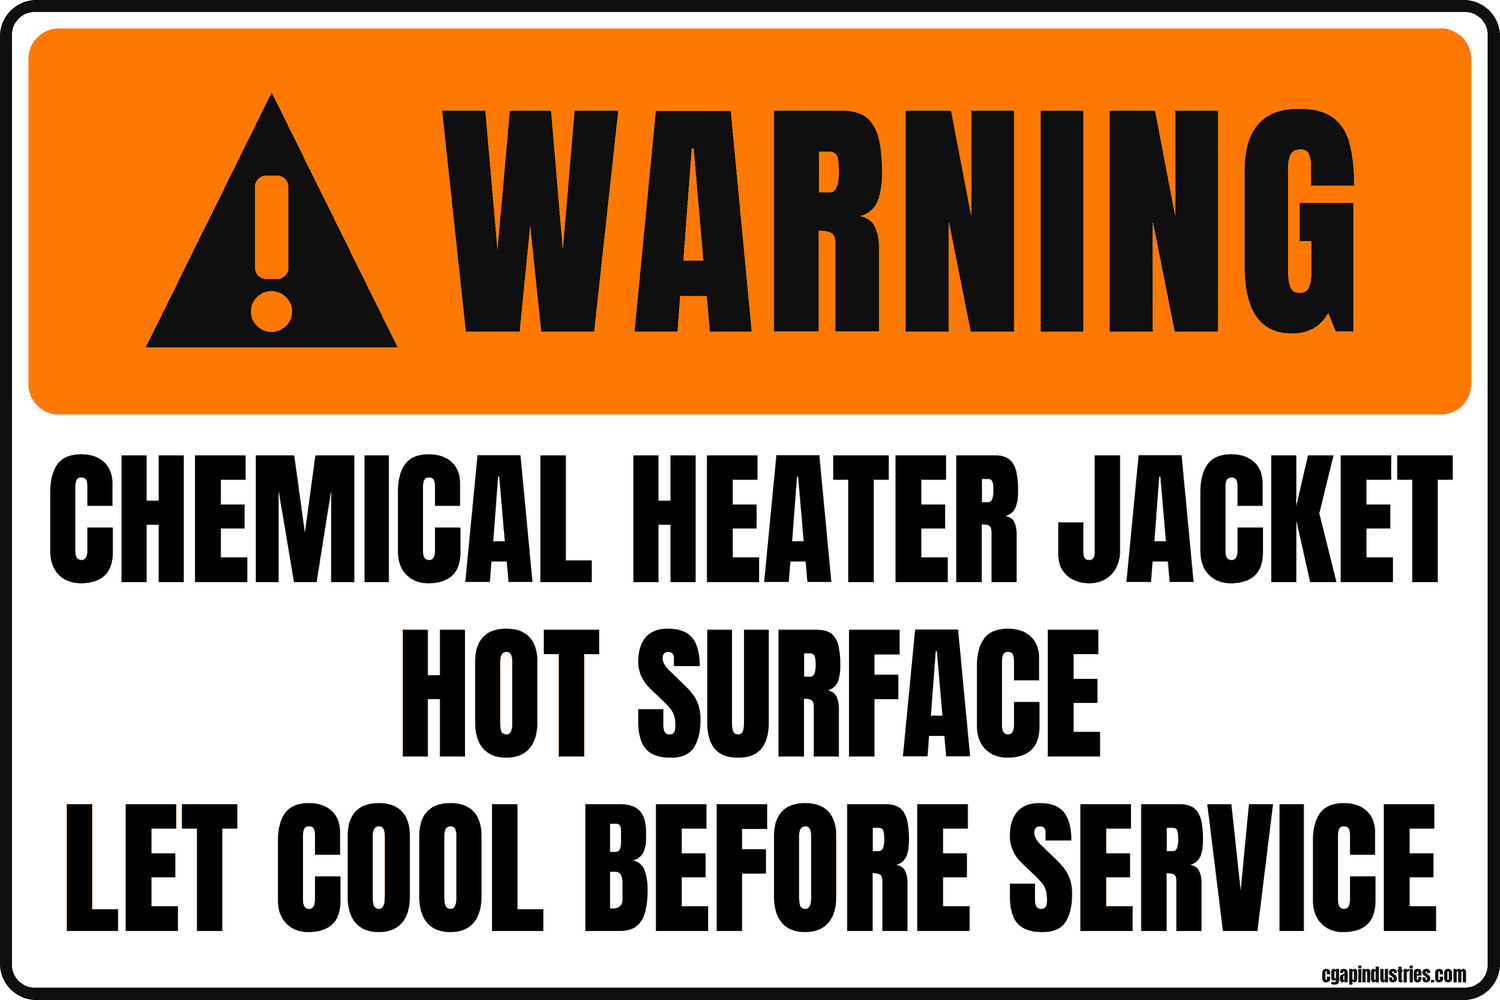 WARNING
CHEMICAL HEATER JACKET
HOT SURFACE
LET COOL BEFORE SERVICE
cgapindustries.com